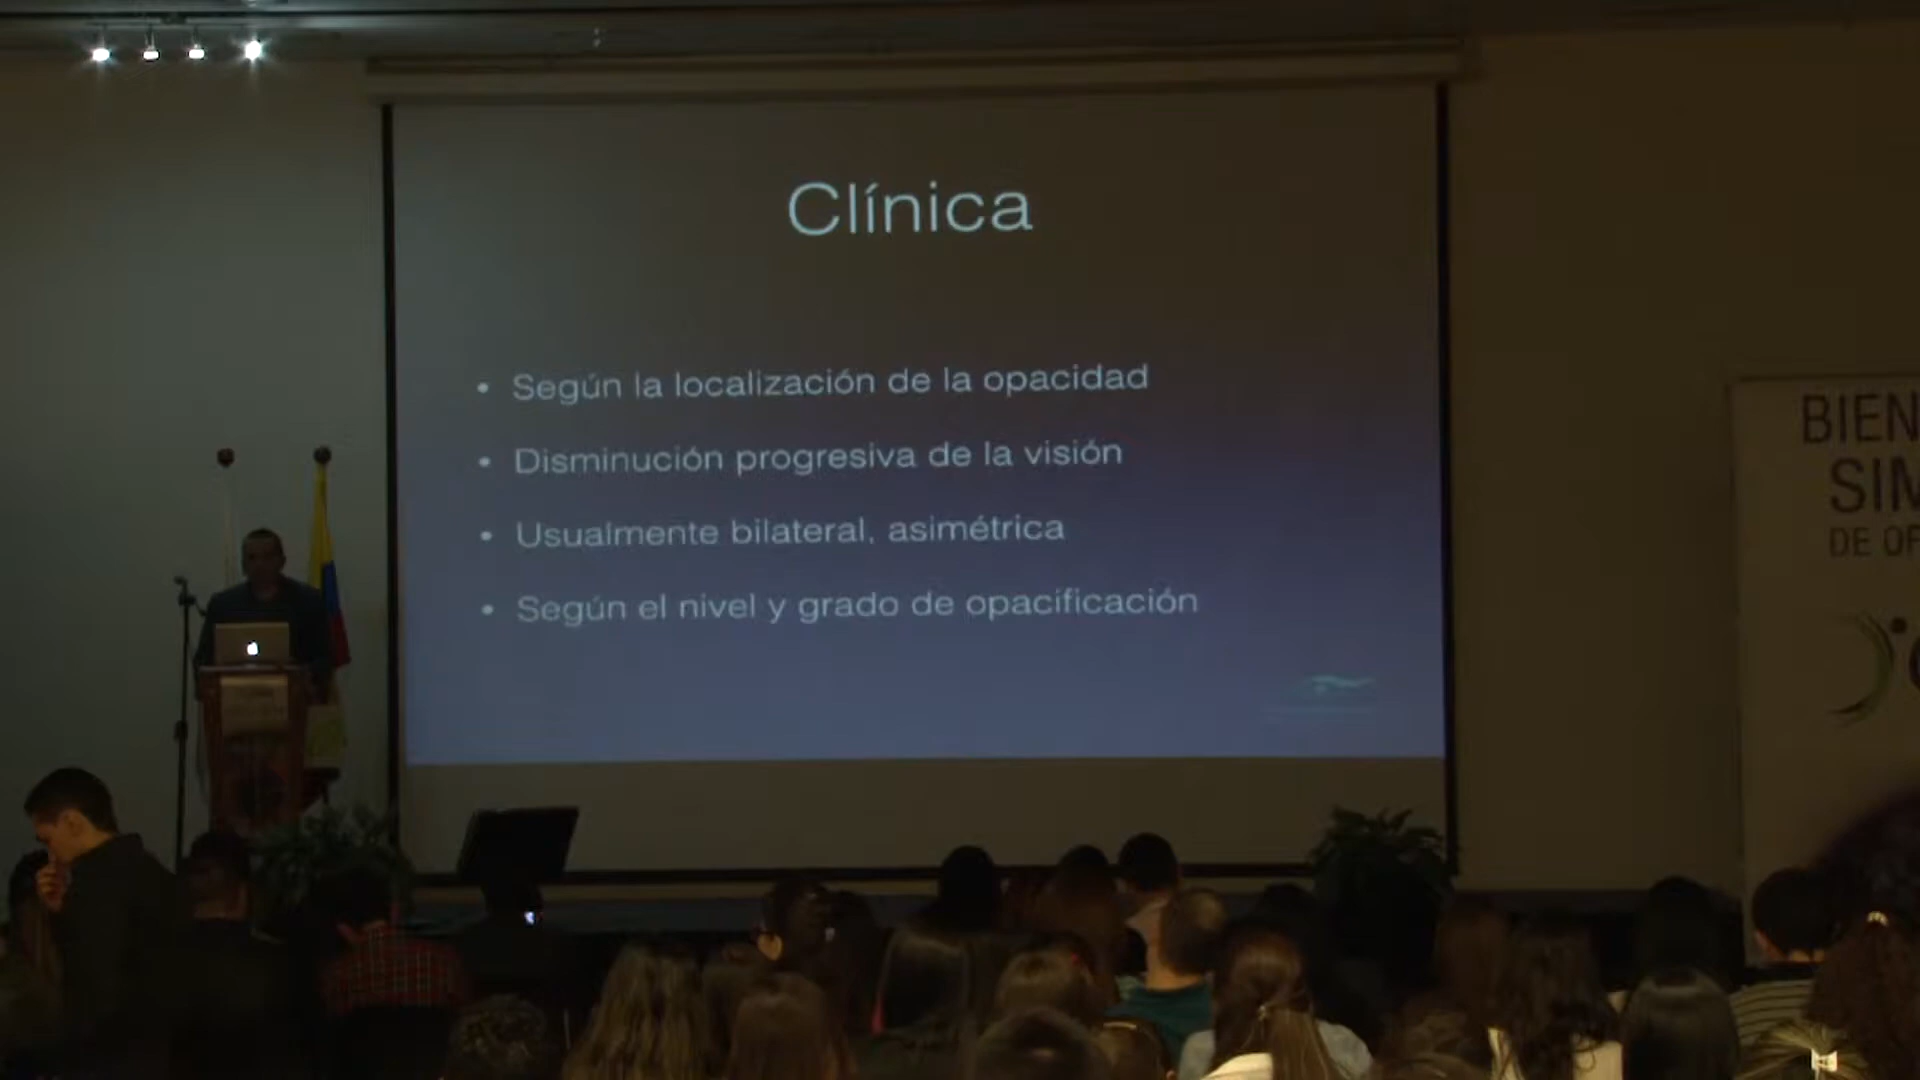 Clínica
• Según la localización de la opacidad
• Disminución progresiva de la visión
• Usualmente bilateral, asimétrica
• Según el nivel y grado de opacificación
BIEN
SIM
DE OF